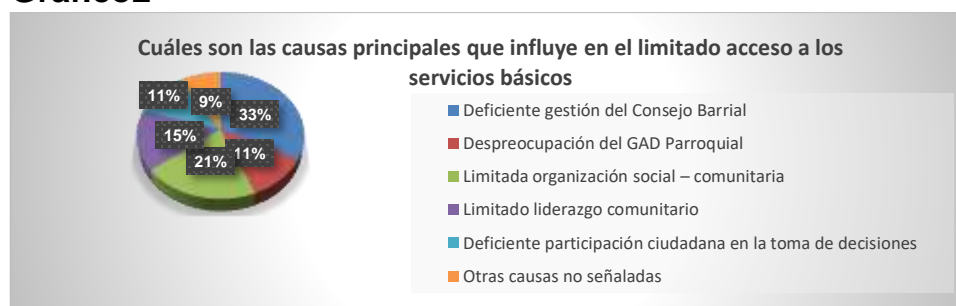 Cuáles son las causas principales que influye en el limitado acceso a los
servicios básicos
11%
9%
33%
15%
21%
11%
Deficiente gestión del Consejo Barrial
Despreocupación del GAD Parroquial
Limitada organización social – comunitaria
Limitado liderazgo comunitario
Deficiente participación ciudadana en la toma de decisiones
Otras causas no señaladas